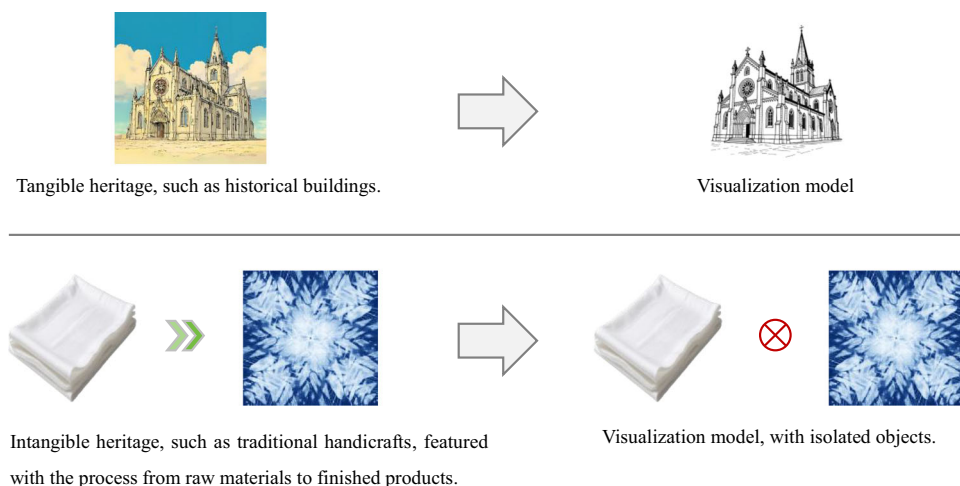 Tangible heritage, such as historical buildings.
Visualization model
Intangible heritage, such as traditional handicrafts, featured
with the process from raw materials to finished products.
Visualization model, with isolated objects.